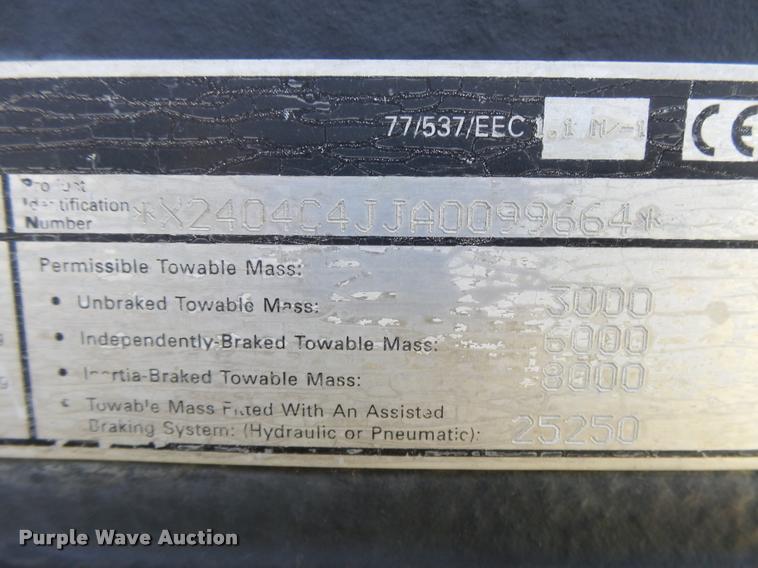 77/537/EEC 1.1 M/-1 CE
Product
Identification
Number *X2404C4JJA0099664*
Permissible Towable Mass:
• Unbraked Towable Mass: 3000
• Independently-Braked Towable Mass: 6000
• Inertia-Braked Towable Mass: 8000
• Towable Mass Fitted With An Assisted
Braking System: (Hydraulic or Pneumatic): 25250
Purple Wave Auction